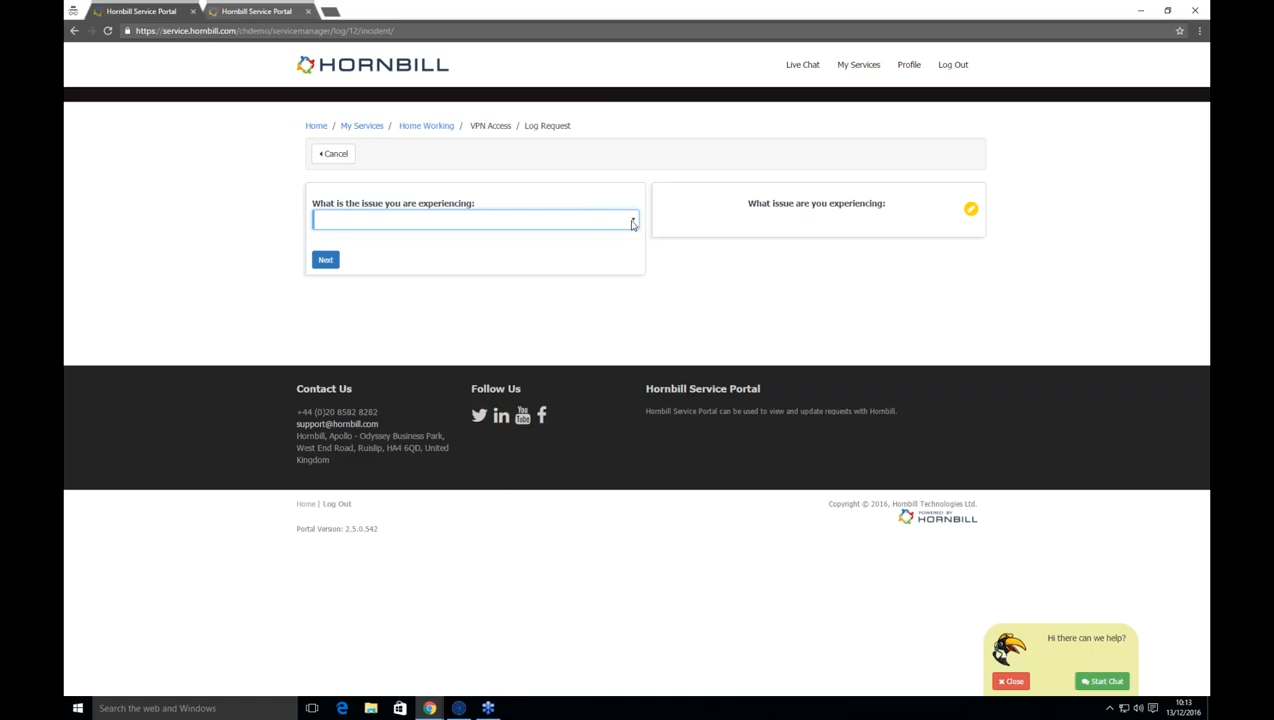 Hornbill Service Portal
Hornbill Service Portal
https://service.hornbill.com/chdemo/servicemanager/log/12/incident/
HORNBILL
Live Chat
My Services
Profile
Log Out
Home / My Services / Home Working / VPN Access / Log Request
Cancel
What is the issue you are experiencing:
Next
What issue are you experiencing:
Contact Us
+44 (0)20 8582 8282
support@hornbill.com
Hornbill, Apollo - Odyssey Business Park,
West End Road, Ruislip, HA4 6QD, United
Kingdom
Follow Us
You
Tube
Hornbill Service Portal
Hornbill Service Portal can be used to view and update requests with Hornbill.
Home | Log Out
Portal Version: 2.5.0.542
Copyright © 2016, Hornbill Technologies Ltd.
POWERED BY
HORNBILL
Hi there can we help?
Close
Start Chat
Search the web and Windows
10:13
13/12/2016